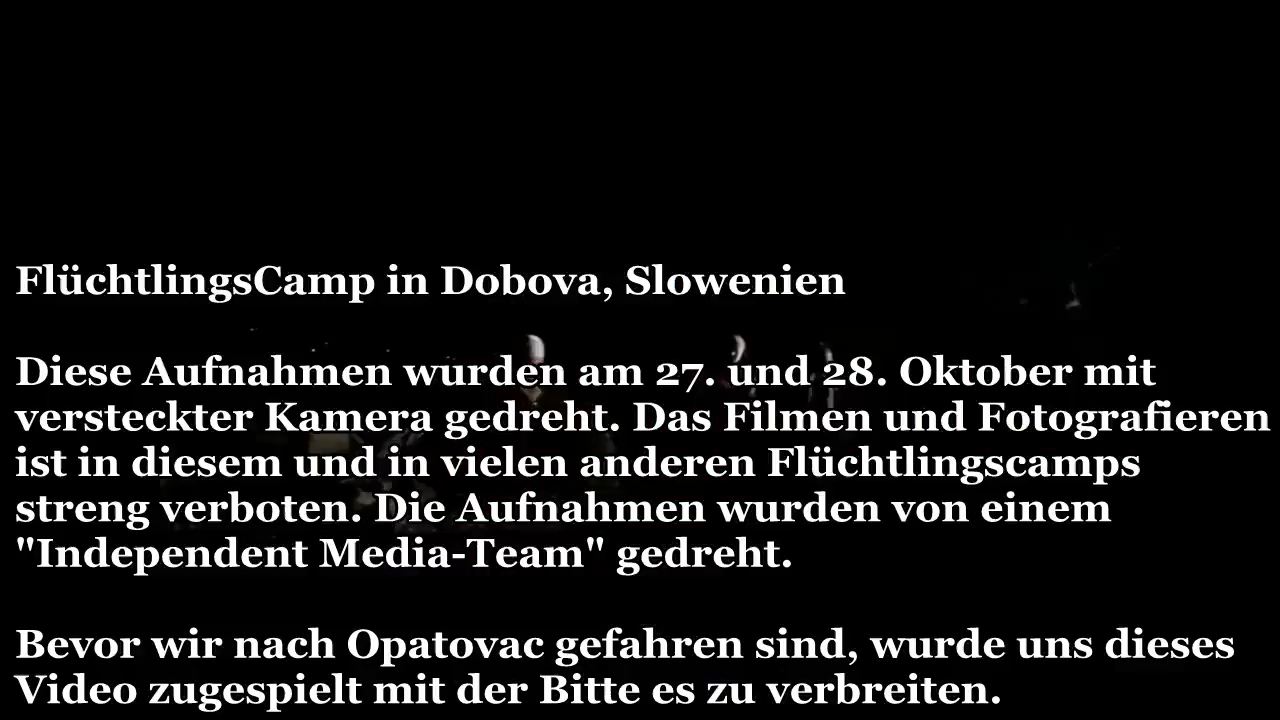 FlüchtlingsCamp in Dobova, Slowenien
Diese Aufnahmen wurden am 27. und 28. Oktober mit
versteckter Kamera gedreht. Das Filmen und Fotografieren
ist in diesem und in vielen anderen Flüchtlingscamps
streng verboten. Die Aufnahmen wurden von einem
"Independent Media-Team" gedreht.
Bevor wir nach Opatovac gefahren sind, wurde uns dieses
Video zugespielt mit der Bitte es zu verbreiten.